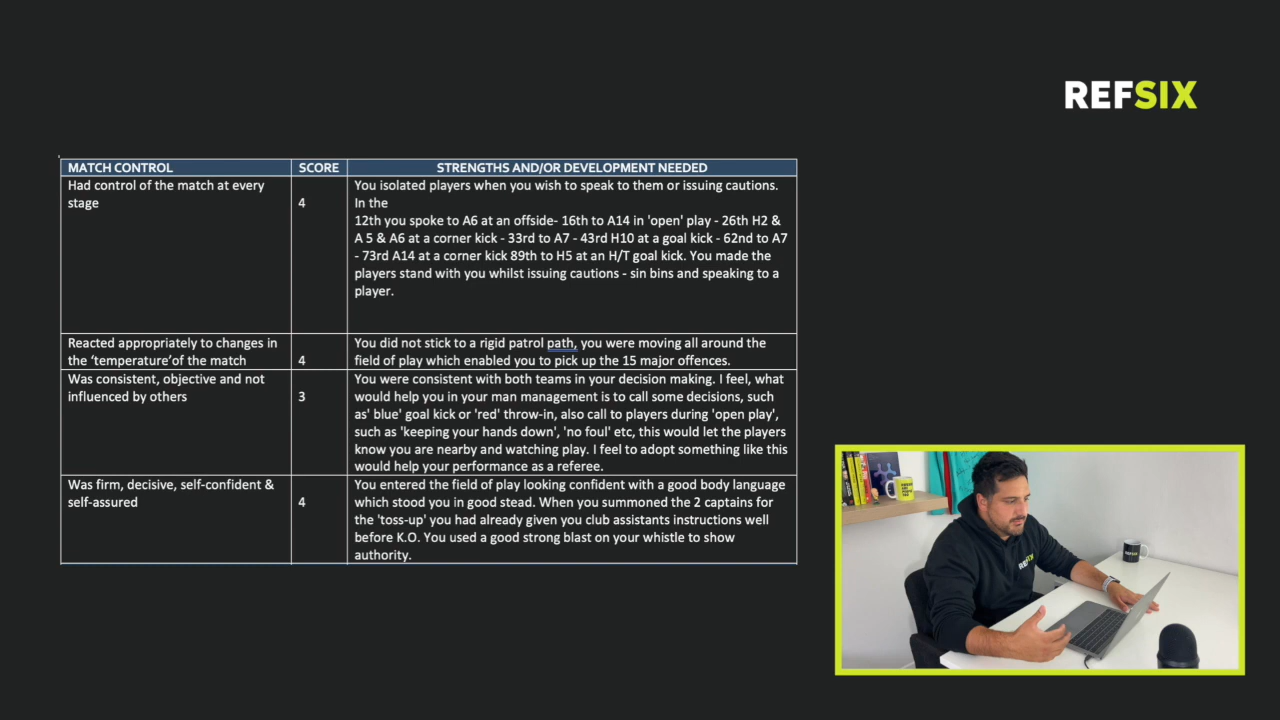 REFSIX
MATCH CONTROL
SCORE
STRENGTHS AND/OR DEVELOPMENT NEEDED
Had control of the match at every
stage
4
You isolated players when you wish to speak to them or issuing cautions.
In the
12th you spoke to A6 at an offside- 16th to A14 in 'open' play - 26th H2 &
A 5 & A6 at a corner kick - 33rd to A7 - 43rd H10 at a goal kick - 62nd to A7
- 73rd A14 at a corner kick 89th to H5 at an H/T goal kick. You made the
players stand with you whilst issuing cautions - sin bins and speaking to a
player.
Reacted appropriately to changes in
the ‘temperature’of the match
4
You did not stick to a rigid patrol path, you were moving all around the
field of play which enabled you to pick up the 15 major offences.
Was consistent, objective and not
influenced by others
3
You were consistent with both teams in your decision making. I feel, what
would help you in your man management is to call some decisions, such
as' blue' goal kick or 'red' throw-in, also call to players during 'open play',
such as 'keeping your hands down', 'no foul' etc, this would let the players
know you are nearby and watching play. I feel to adopt something like this
would help your performance as a referee.
Was firm, decisive, self-confident &
self-assured
4
You entered the field of play looking confident with a good body language
which stood you in good stead. When you summoned the 2 captains for
the 'toss-up' you had already given you club assistants instructions well
before K.O. You used a good strong blast on your whistle to show
authority.
REFSIX
REFSIX